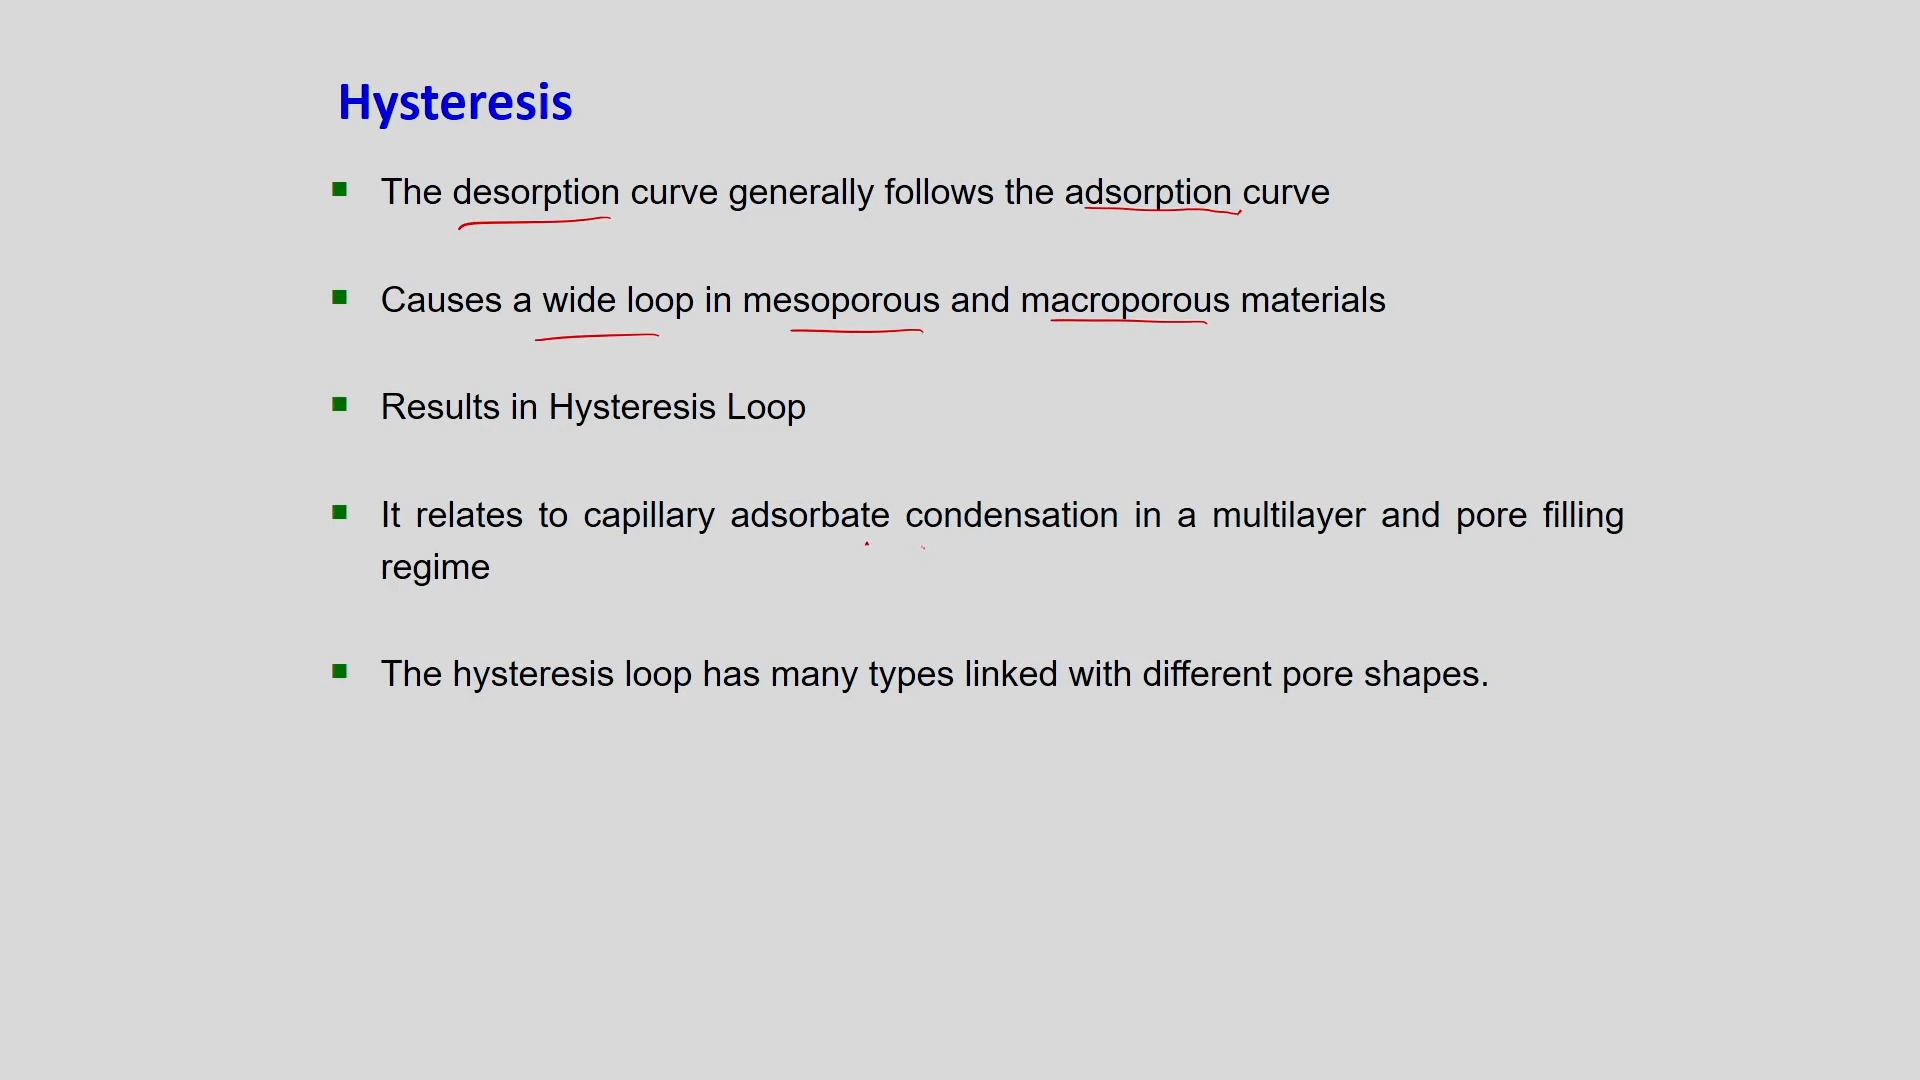 Hysteresis
The desorption curve generally follows the adsorption curve
Causes a wide loop in mesoporous and macroporous materials
Results in Hysteresis Loop
It relates to capillary adsorbate condensation in a multilayer and pore filling
regime
The hysteresis loop has many types linked with different pore shapes.